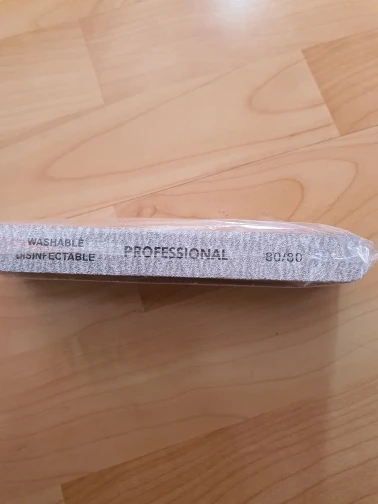 WASHABLE
DISINFECTABLE
PROFESSIONAL
80/80